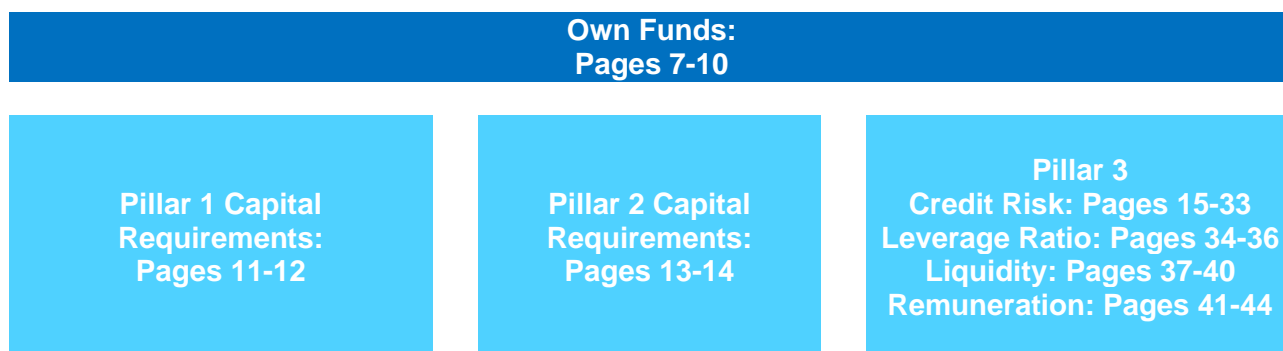 Own Funds:
Pages 7-10
Pillar 1 Capital
Requirements:
Pages 11-12
Pillar 2 Capital
Requirements:
Pages 13-14
Pillar 3
Credit Risk: Pages 15-33
Leverage Ratio: Pages 34-36
Liquidity: Pages 37-40
Remuneration: Pages 41-44